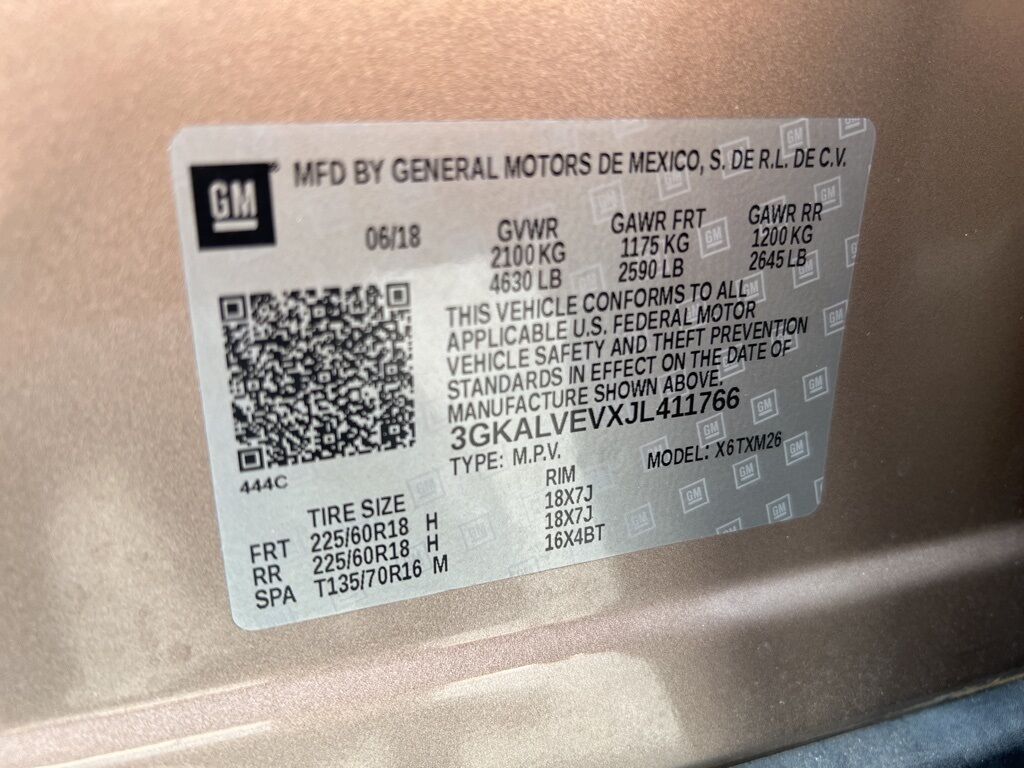 GM
MFD BY GENERAL MOTORS DE MEXICO, S. DE R.L. DE C.V.
06/18
GVWR
2100 KG
4630 LB
GAWR FRT
1175 KG
2590 LB
GAWR RR
1200 KG
2645 LB
THIS VEHICLE CONFORMS TO ALL
APPLICABLE U.S. FEDERAL MOTOR
VEHICLE SAFETY AND THEFT PREVENTION
STANDARDS IN EFFECT ON THE DATE OF
MANUFACTURE SHOWN ABOVE.
3GKALVEVXJL411766
TYPE: M.P.V. MODEL: X6TXM26
444C
TIRE SIZE RIM
FRT 225/60R18 H 18X7J
RR 225/60R18 H 18X7J
SPA T135/70R16 M 16X4BT